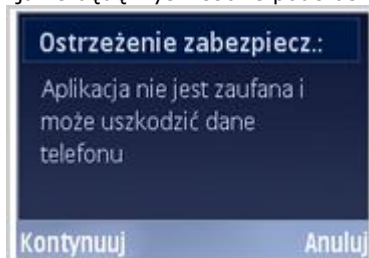 Ostrzeżenie zabezpiecz.:
Aplikacja nie jest zaufana i
może uszkodzić dane
telefonu
Kontynuuj Anuluj